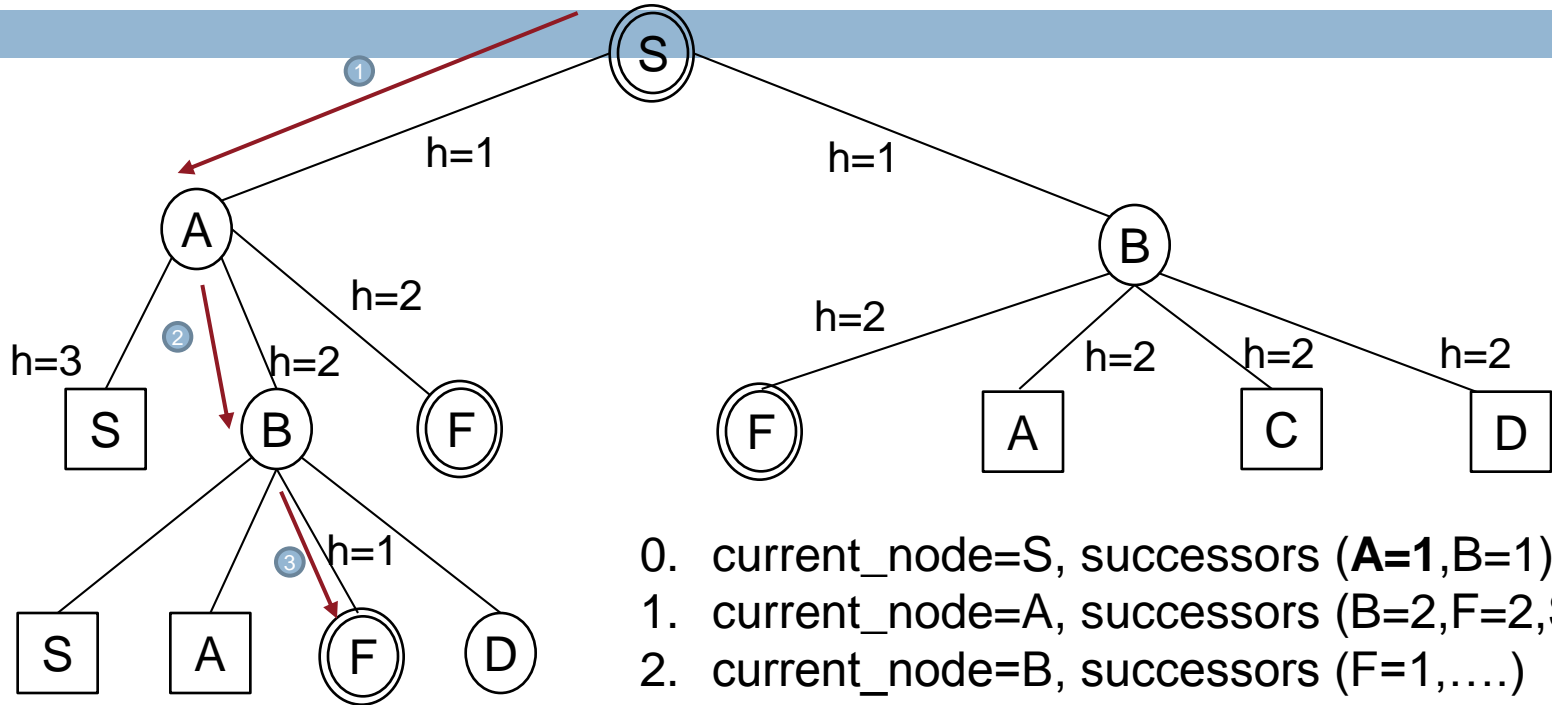 S
1
h=1
h=1
A
B
h=2
h=2
2
h=3
h=2
h=2
h=2
h=2
S
B
F
F
A
C
D
3
h=1
0. current_node=S, successors (A=1,B=1)
1. current_node=A, successors (B=2,F=2,S
2. current_node=B, successors (F=1,….)
S
A
F
D